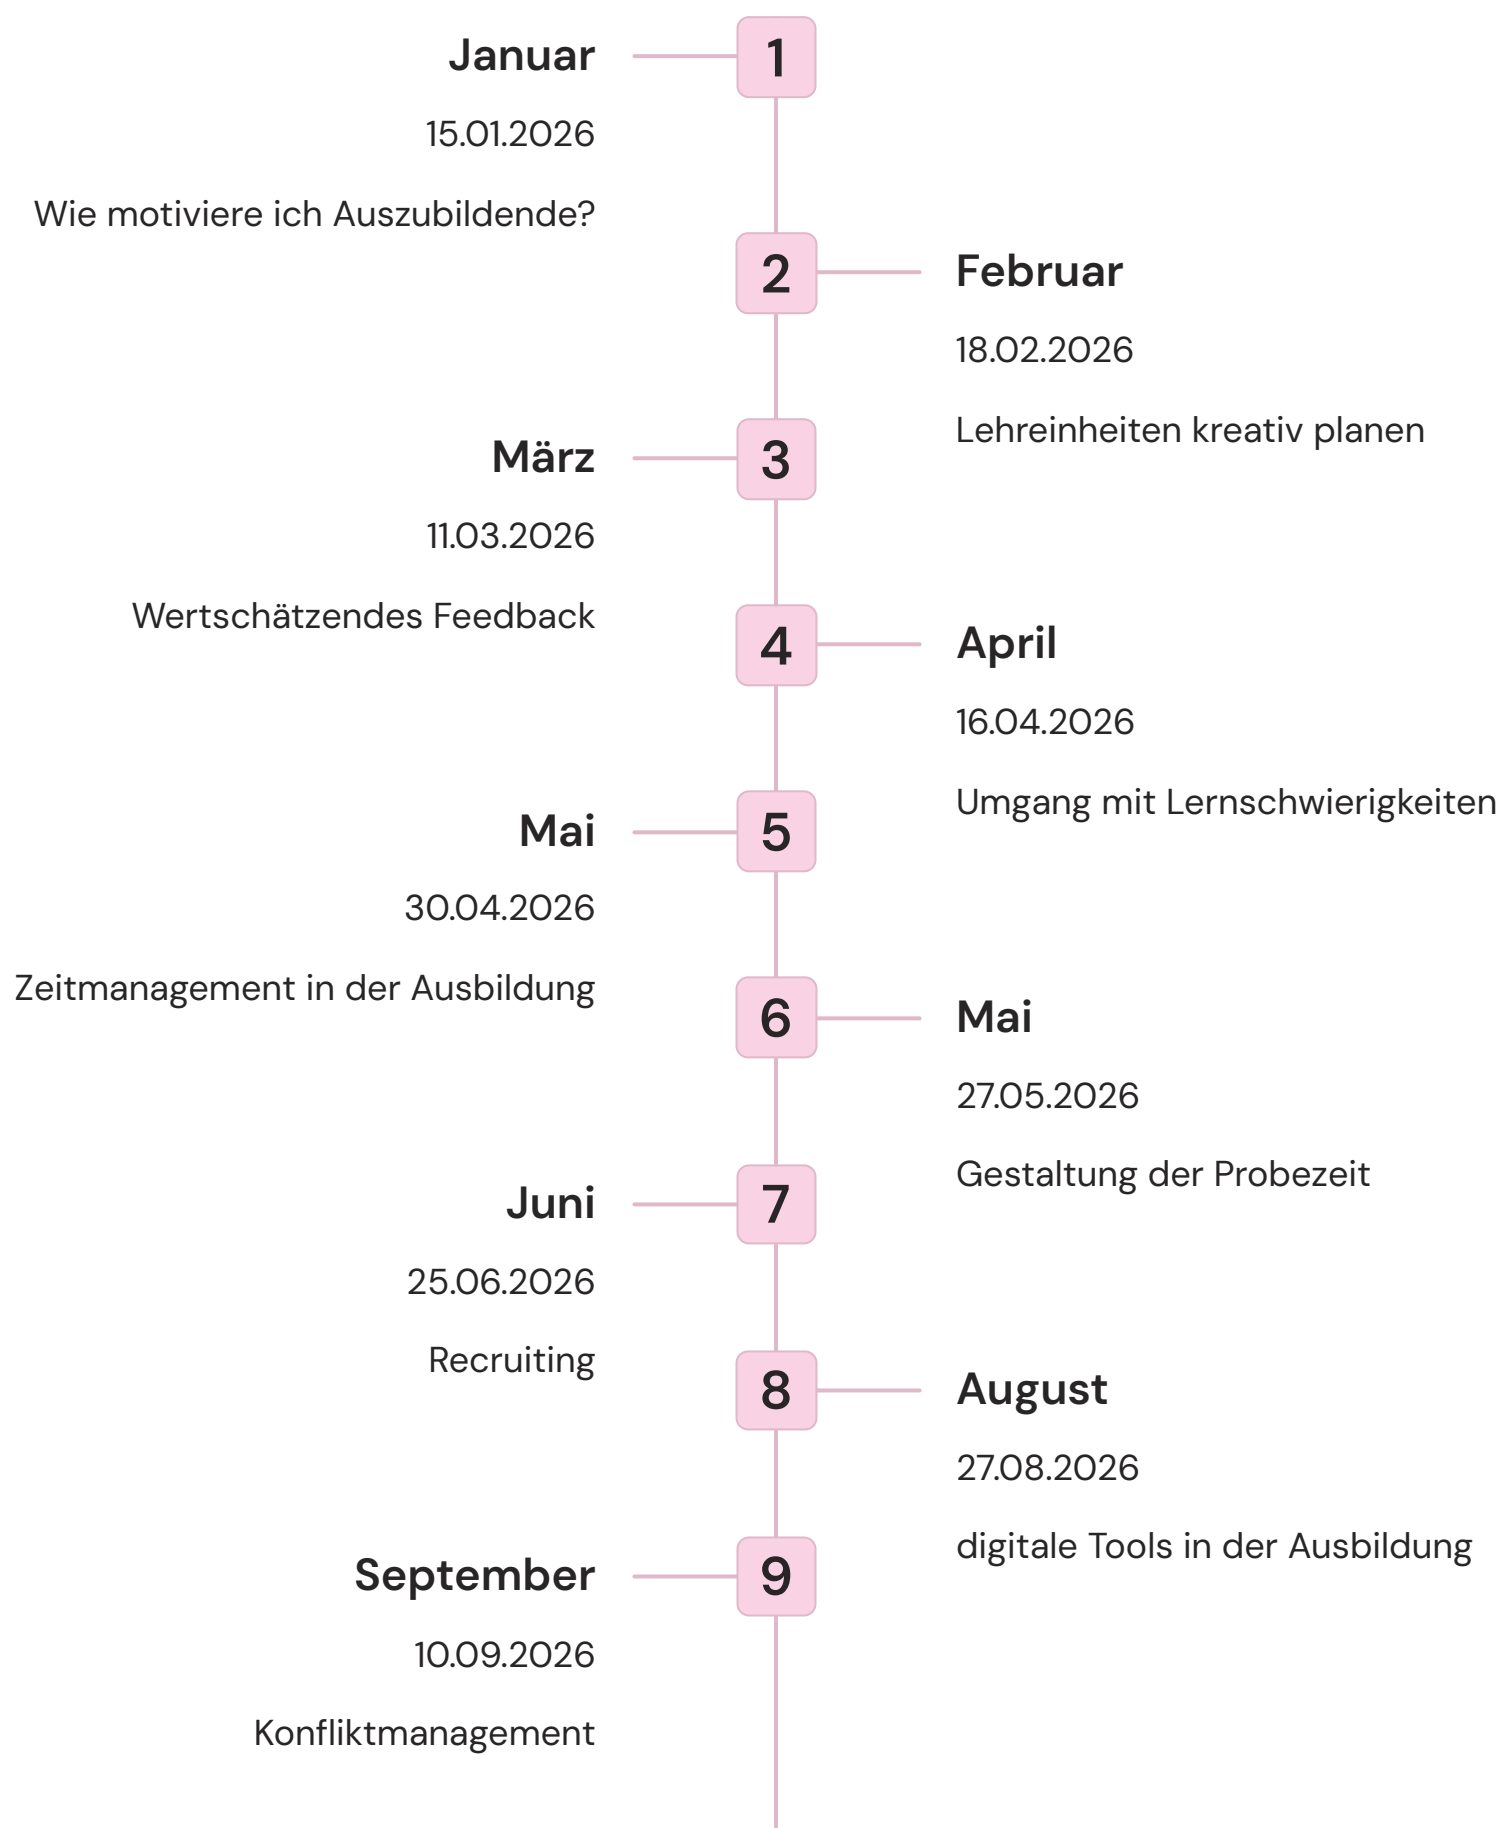 1
Januar
15.01.2026
Wie motiviere ich Auszubildende?
2
Februar
18.02.2026
Lehreinheiten kreativ planen
3
März
11.03.2026
Wertschätzendes Feedback
4
April
16.04.2026
Umgang mit Lernschwierigkeiten
5
Mai
30.04.2026
Zeitmanagement in der Ausbildung
6
Mai
27.05.2026
Gestaltung der Probezeit
7
Juni
25.06.2026
Recruiting
8
August
27.08.2026
digitale Tools in der Ausbildung
9
September
10.09.2026
Konfliktmanagement